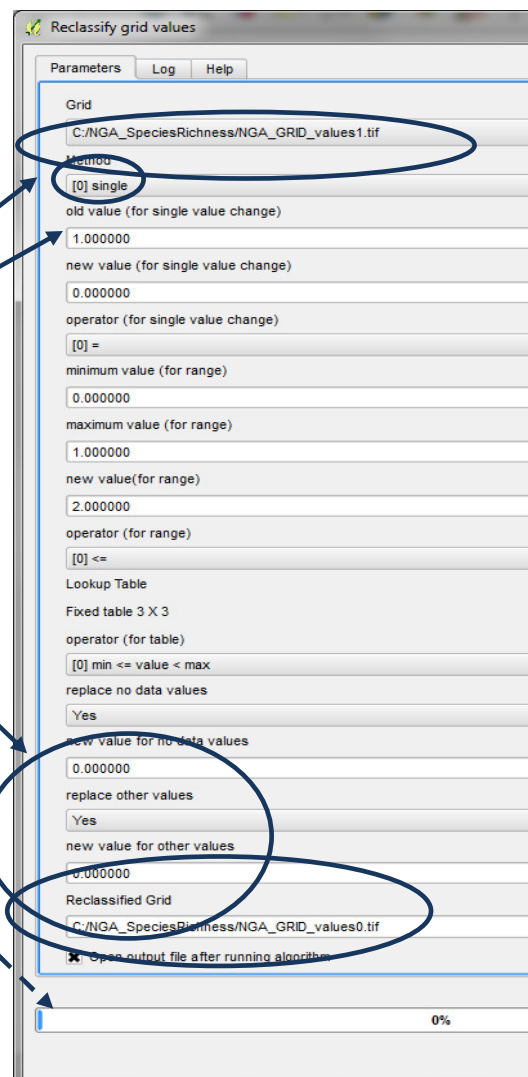 Reclassify grid values
Parameters Log Help
Grid
C:/NGA_SpeciesRichness/NGA_GRID_values1.tif
Method
[0] single
old value (for single value change)
1.000000
new value (for single value change)
0.000000
operator (for single value change)
[0] =
minimum value (for range)
0.000000
maximum value (for range)
1.000000
new value(for range)
2.000000
operator (for range)
[0] <=
Lookup Table
Fixed table 3 X 3
operator (for table)
[0] min <= value < max
replace no data values
Yes
new value for no data values
0.000000
replace other values
Yes
new value for other values
0.000000
Reclassified Grid
C:/NGA_SpeciesRichness/NGA_GRID_values0.tif
Open output file after running algorithm
0%